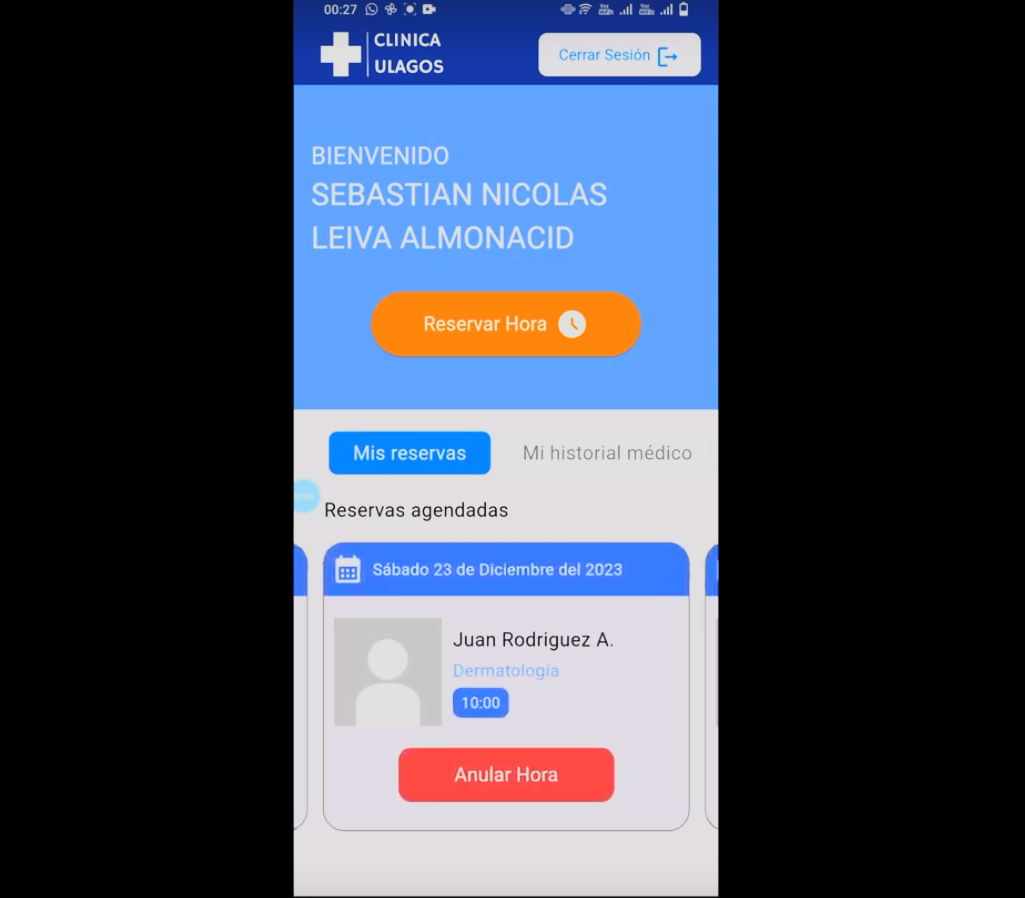 00:27
CLINICA
ULAGOS
Cerrar Sesión
BIENVENIDO
SEBASTIAN NICOLAS
LEIVA ALMONACID
Reservar Hora
Mis reservas
Mi historial médico
Reservas agendadas
Sábado 23 de Diciembre del 2023
Juan Rodriguez A.
Dermatología
10:00
Anular Hora